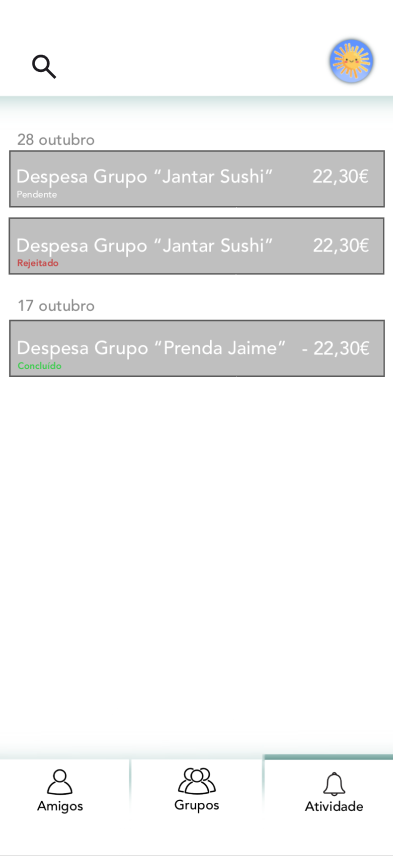 28 outubro
Despesa Grupo “Jantar Sushi” 22,30€
Pendente
Despesa Grupo “Jantar Sushi” 22,30€
Rejeitado
17 outubro
Despesa Grupo “Prenda Jaime” - 22,30€
Concluído
Amigos Grupos Atividade